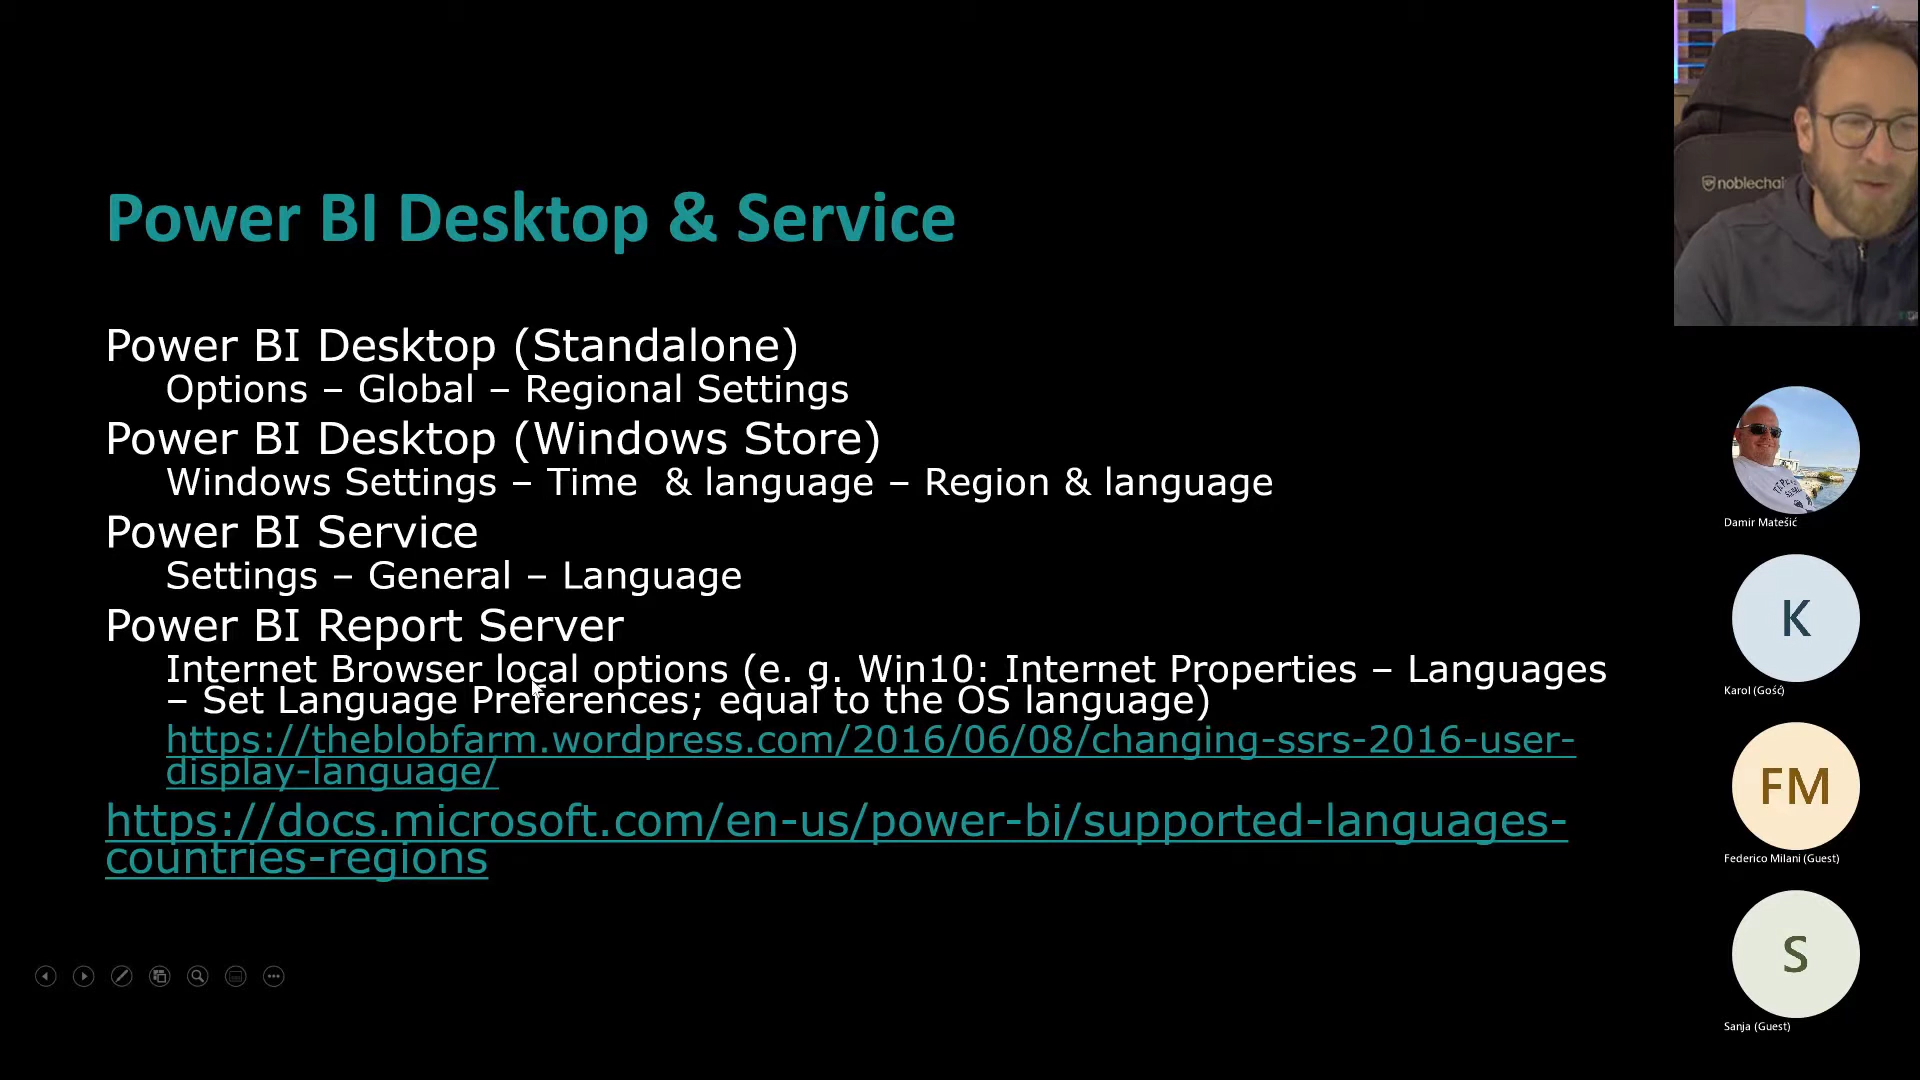 Power BI Desktop & Service
Power BI Desktop (Standalone)
Options – Global – Regional Settings
Power BI Desktop (Windows Store)
Windows Settings – Time  & language – Region & language
Power BI Service
Settings – General – Language
Power BI Report Server
Internet Browser local options (e. g. Win10: Internet Properties – Languages
– Set Language Preferences; equal to the OS language)
https://theblobfarm.wordpress.com/2016/06/08/changing-ssrs-2016-user-
display-language/
https://docs.microsoft.com/en-us/power-bi/supported-languages-
countries-regions
noblechai
Damir Matešić
K
Karol (Gość)
FM
Federico Milani (Guest)
S
Sanja (Guest)